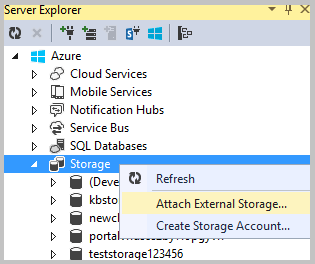 Server Explorer
Azure
Cloud Services
Mobile Services
Notification Hubs
Service Bus
SQL Databases
Storage
(Deve
Refresh
kbsto
Attach External Storage...
newcl
Create Storage Account...
teststorage123456